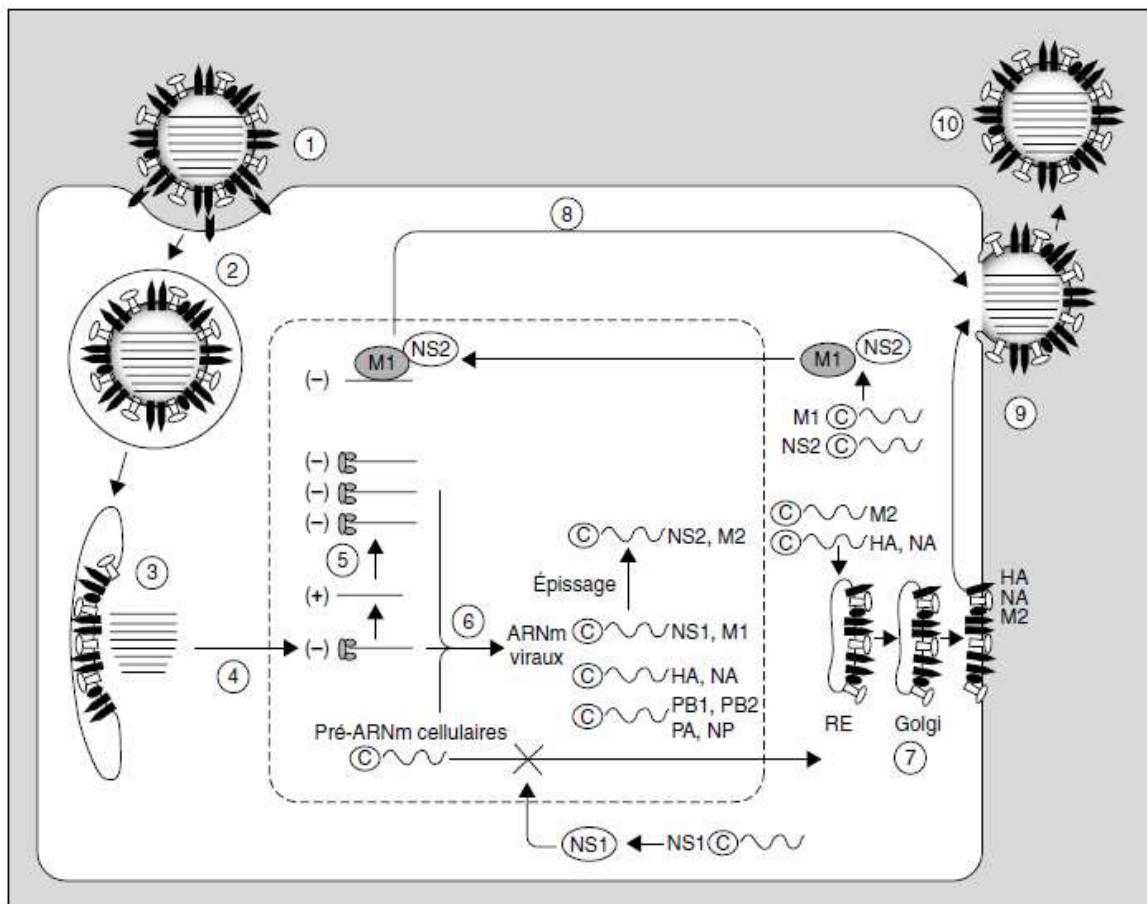 1
10
2
8
M1 NS2
(-)
M1 NS2
M1 C
NS2 C
9
(-)
(-)
(-)
5
(+)
(-)
3
4
6
ARNm
viraux
C NS2, M2
Épissage
C NS1, M1
C HA, NA
C PB1, PB2
PA, NP
C M2
C HA, NA
HA
NA
M2
RE
Golgi
7
Pré-ARNm cellulaires
C
NS1
NS1 C